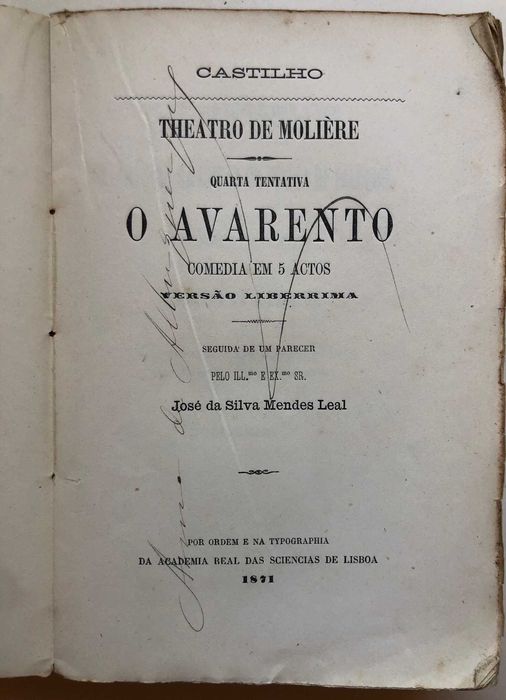 CASTILHO
THEATRO DE MOLIÈRE
QUARTA TENTATIVA
O AVARENTO
COMEDIA EM 5 ACTOS
VERSÃO LIBERRIMA
SEGUIDA DE UM PARECER
PELO ILL.mo E EX.mo SR.
José da Silva Mendes Leal
POR ORDEM E NA TYPOGRAPHIA
DA ACADEMIA REAL DAS SCIENCIAS DE LISBOA
1871
de Albuquerque